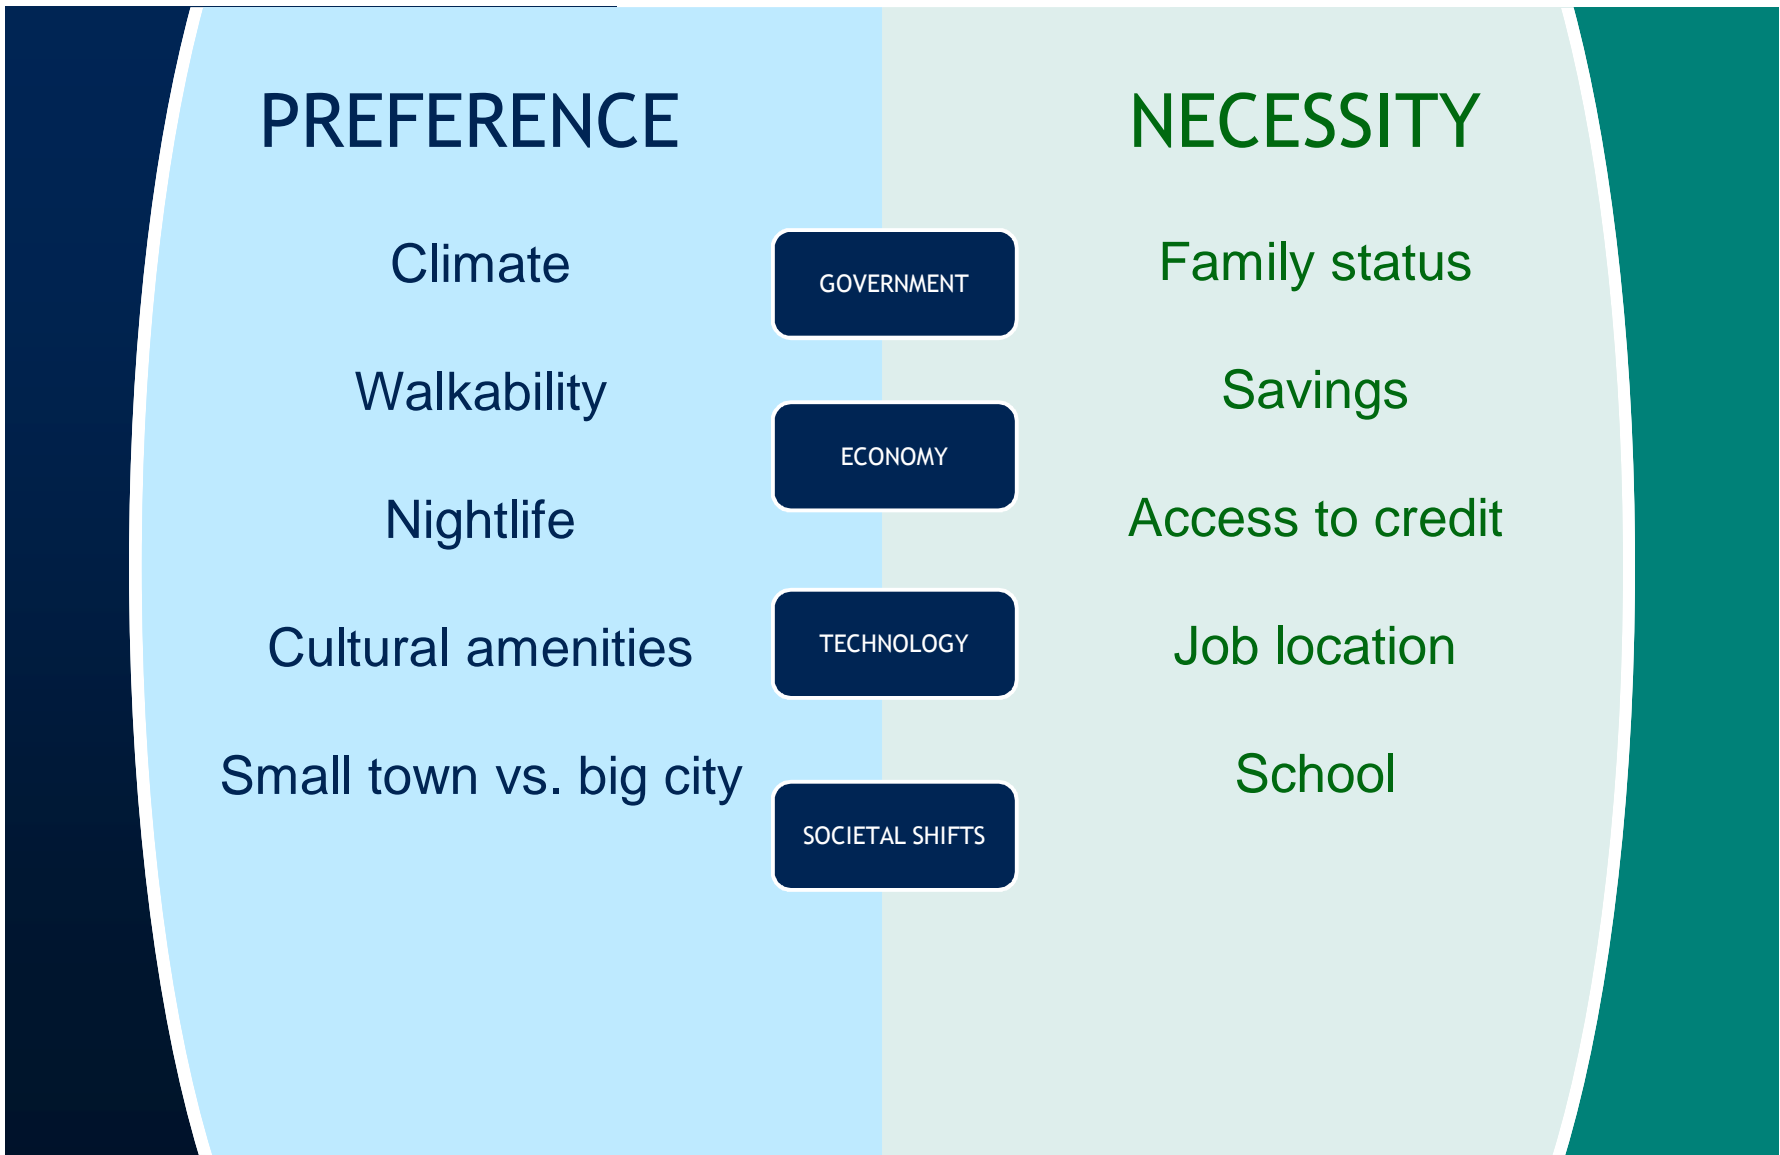 PREFERENCE
Climate
Walkability
Nightlife
Cultural amenities
Small town vs. big city
GOVERNMENT
ECONOMY
TECHNOLOGY
SOCIETAL SHIFTS
NECESSITY
Family status
Savings
Access to credit
Job location
School